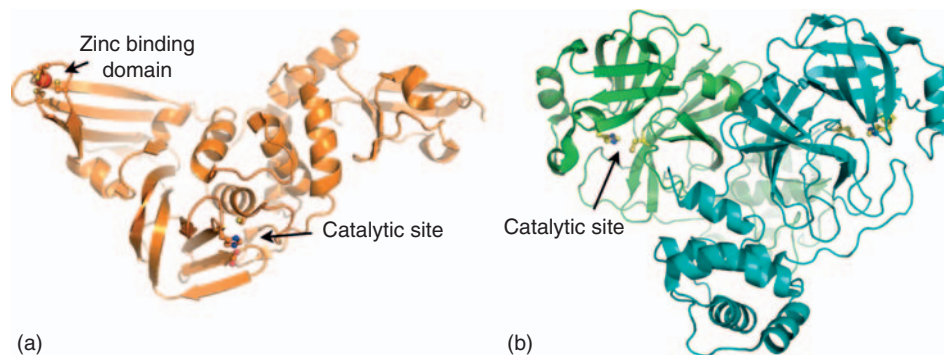 Zinc binding
domain
Catalytic site
(a)
Catalytic site
(b)